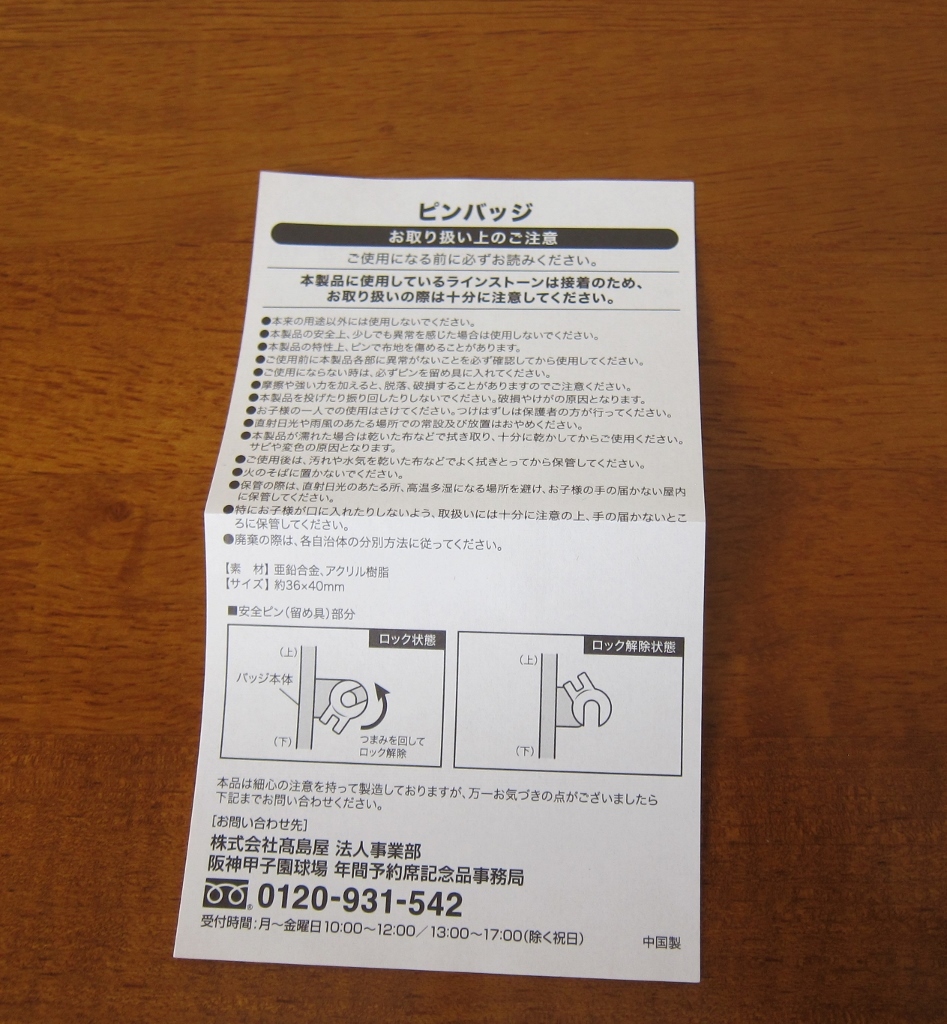 ピンバッジ
お取り扱い上のご注意
ご使用になる前に必ずお読みください。
本製品に使用しているラインストーンは接着のため、
お取り扱いの際は十分に注意してください。
●本来の用途以外には使用しないでください。
●本製品の安全上、少しでも異常を感じた場合は使用しないでください。
●本製品の特性上、ピンで布地を傷めることがあります。
●ご使用前に本製品各部に異常がないことを必ず確認してから使用してください。
●ご使用にならない時は、必ずピンを留め具に入れてください。
●摩擦や強い力を加えると、脱落、破損することがありますのでご注意ください。
●本製品を投げたり振り回したりしないでください。破損やけがの原因となります。
●お子様の一人での使用はさけてください。つけはずしは保護者の方が行ってください。
●直射日光や雨風のあたる場所での常設及び放置はおやめください。
●本製品が濡れた場合は乾いた布などで拭き取り、十分に乾かしてからご使用ください。
サビや変色の原因となります。
●ご使用後は、汚れや水気を乾いた布などでよく拭きとってから保管してください。
●火のそばに置かないでください。
●保管の際は、直射日光のあたる所、高温多湿になる場所を避け、お子様の手の届かない屋内
に保管してください。
●特にお子様が口に入れたりしないよう、取扱いには十分に注意の上、手の届かないとこ
ろに保管してください。
●廃棄の際は、各自治体の分別方法に従ってください。
【素 材】亜鉛合金、アクリル樹脂
【サイズ】約36×40mm
■安全ピン(留め具)部分
ロック状態
(上)
バッジ本体
(下)
つまみを回して
ロック解除
ロック解除状態
(上)
(下)
本品は細心の注意を持って製造しておりますが、万一お気づきの点がございましたら
下記までお問い合わせください。
[お問い合わせ先]
株式会社髙島屋 法人事業部
阪神甲子園球場 年間予約席記念品事務局
® 0120-931-542
受付時間:月〜金曜日10:00〜12:00/13:00〜17:00(除く祝日)
中国製